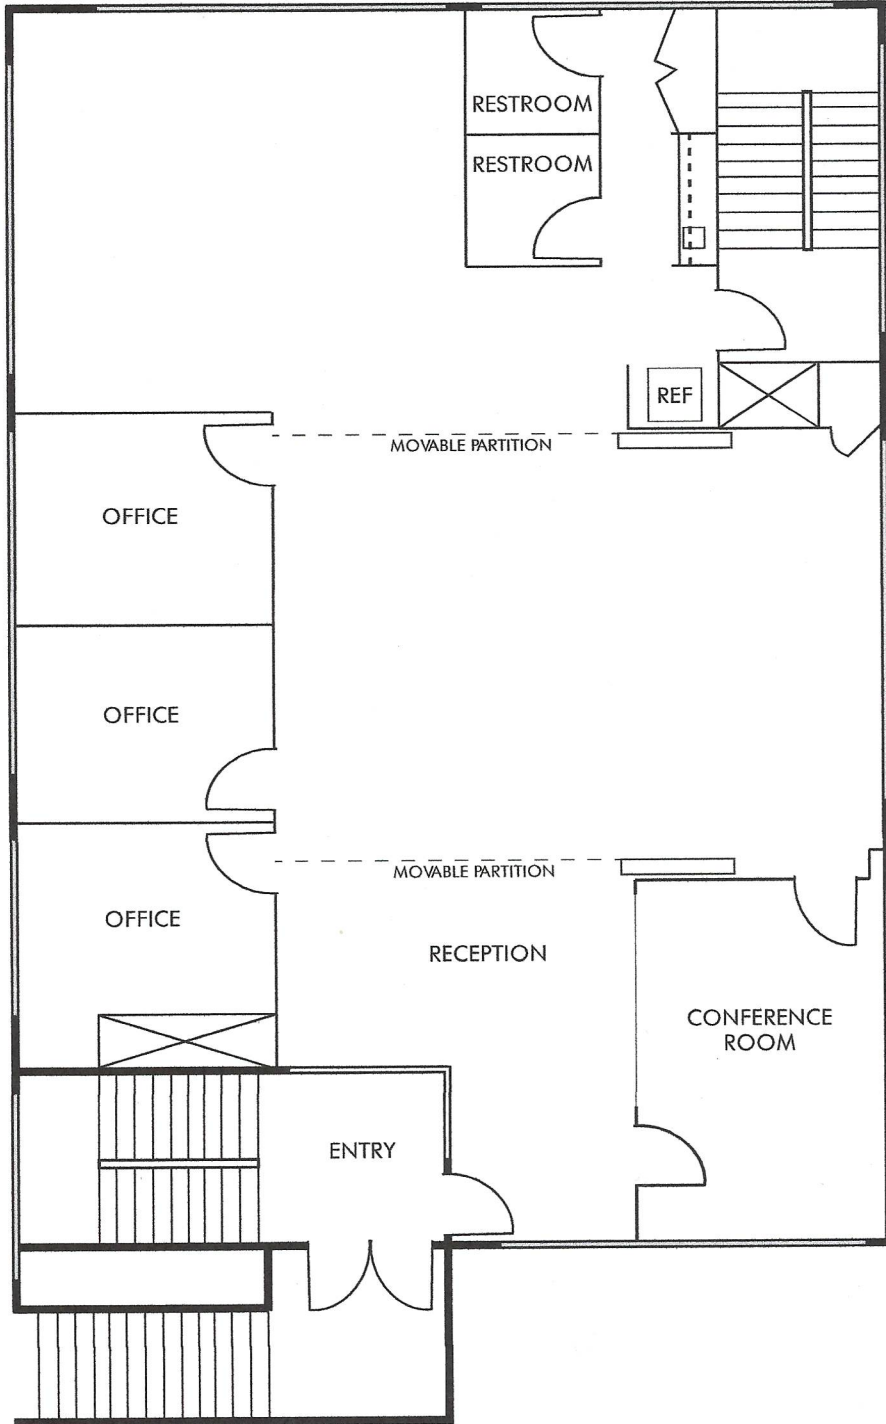 RESTROOM
RESTROOM
REF
MOVABLE PARTITION
OFFICE
OFFICE
MOVABLE PARTITION
OFFICE
RECEPTION
CONFERENCE
ROOM
ENTRY